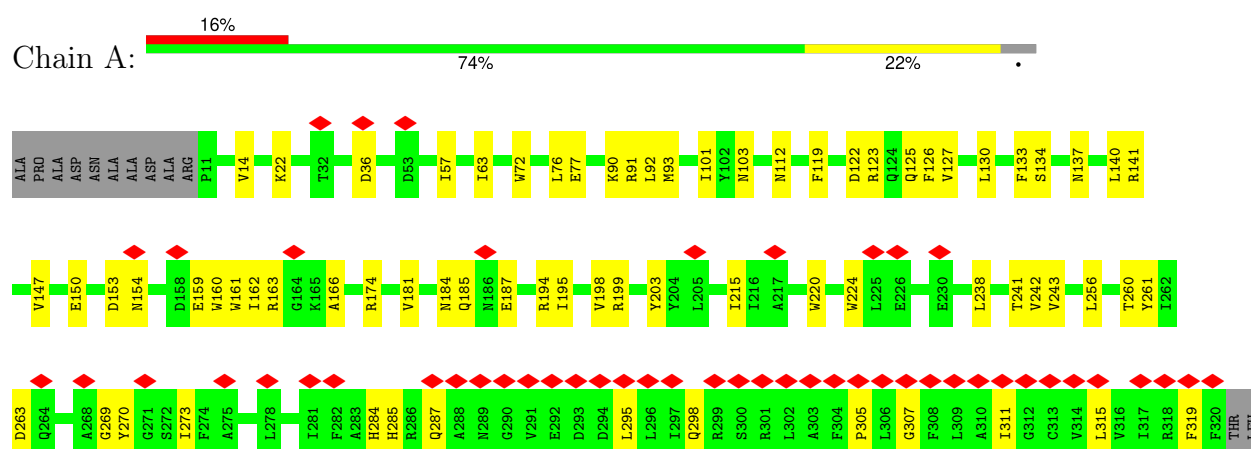 16%
Chain A:
74% 22% •
ALA PRO ALA ASP ASN ALA ALA ASP ALA ARG P11 V14 K22 T32 D36 D53 I57 I63 W72 L76 E77 K90 R91 L92 M93 I101 Y102 N103 N112 F119 D122 R123 Q124 Q125 F126 V127 L130 F133 S134 N137 L140 R141
V147 E150 D153 N154 D158 E159 W160 W161 I162 R163 G164 K165 A166 R174 V181 N184 Q185 N186 E187 R194 I195 V198 R199 Y203 Y204 L205 I215 I216 A217 W220 W224 L225 E226 E230 L238 T241 V242 V243 L256 T260 Y261 I262
D263 Q264 A268 G269 Y270 G271 S272 I273 F274 A275 L278 I281 F282 A283 H284 H285 R286 Q287 A288 N289 G290 V291 E292 D293 D294 L295 L296 I297 Q298 R299 S300 R301 L302 A303 F304 P305 L306 G307 F308 L309 A310 I311 G312 C313 V314 L315 V316 I317 R318 F319 F320 THR